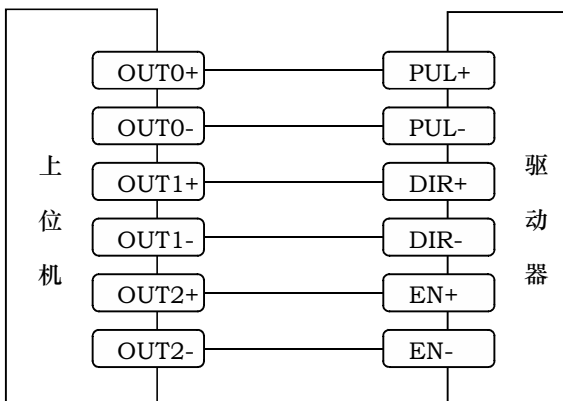 上位机
OUT0+ PUL+
OUT0- PUL-
OUT1+ DIR+
OUT1- DIR-
OUT2+ EN+
OUT2- EN-
驱动器